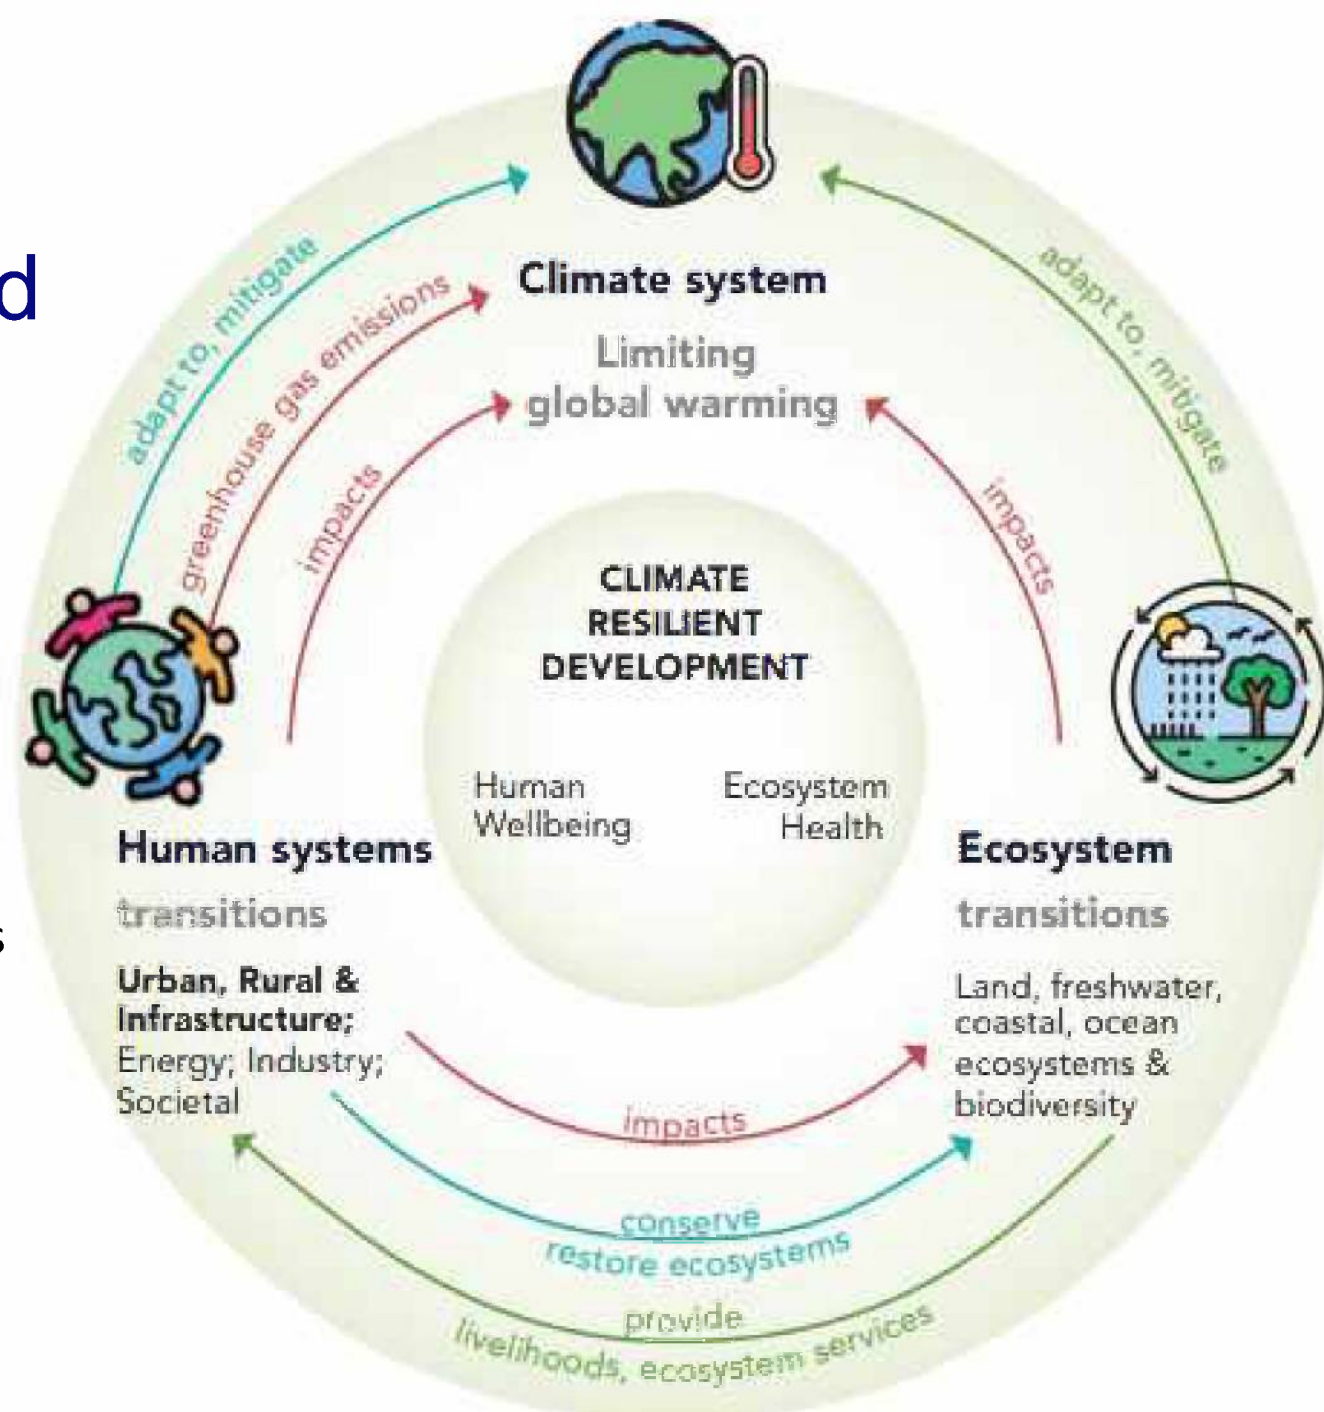 d
s
adapt to, mitigate
greenhouse gas emissions
impacts
Climate system
Limiting
global warming
adapt to, mitigate
impacts
CLIMATE
RESILIENT
DEVELOPMENT
Human
Wellbeing
Ecosystem
Health
Human systems
transitions
Urban, Rural &
Infrastructure;
Energy; Industry;
Societal
Ecosystem
transitions
Land, freshwater,
coastal, ocean
ecosystems &
biodiversity
impacts
conserve
restore ecosystems
provide
livelihoods, ecosystem services